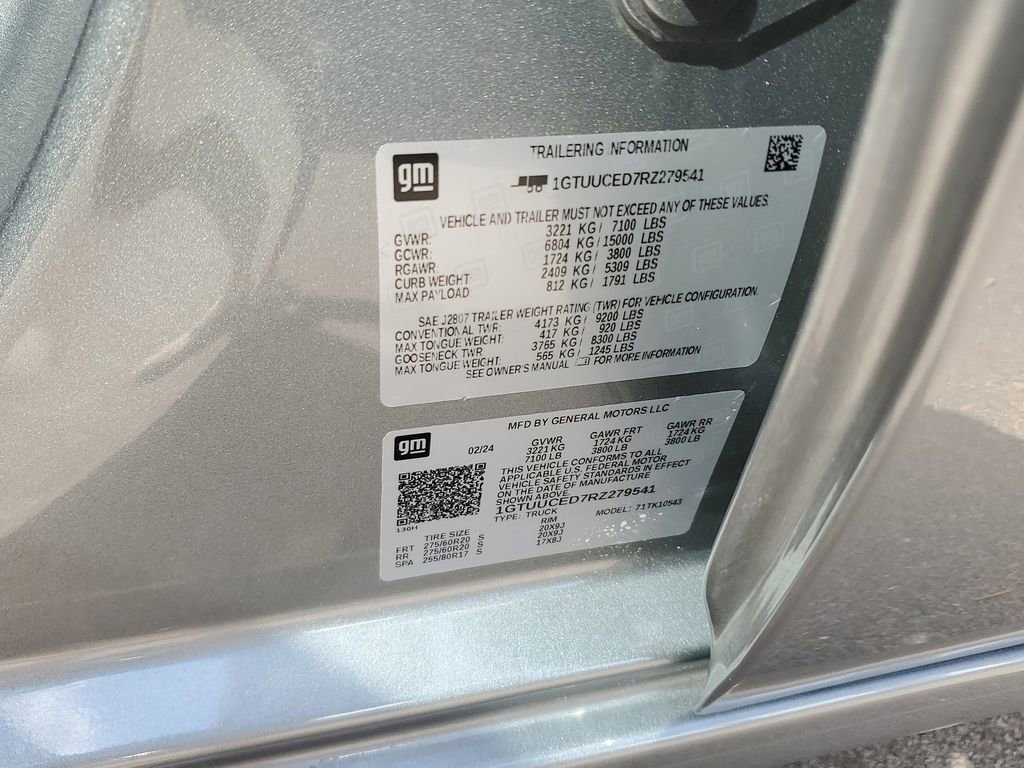 gm
TRAILERING INFORMATION
1GTUUCED7RZ279541
VEHICLE AND TRAILER MUST NOT EXCEED ANY OF THESE VALUES.
GVWR: 3221 KG / 7100 LBS
GCWR: 6804 KG / 15000 LBS
RGAWR: 1724 KG / 3800 LBS
CURB WEIGHT: 2409 KG / 5309 LBS
MAX PAYLOAD: 812 KG / 1791 LBS
SAE J2807 TRAILER WEIGHT RATING (TWR) FOR VEHICLE CONFIGURATION.
CONVENTIONAL TWR: 4173 KG / 9200 LBS
MAX TONGUE WEIGHT: 417 KG / 920 LBS
GOOSENECK TWR: 3765 KG / 8300 LBS
MAX TONGUE WEIGHT: 565 KG / 1245 LBS
SEE OWNER'S MANUAL FOR MORE INFORMATION
gm
MFD BY GENERAL MOTORS LLC
02/24 GVWR GAWR FRT GAWR RR
3221 KG 1724 KG 1724 KG
7100 LB 3800 LB 3800 LB
THIS VEHICLE CONFORMS TO ALL
APPLICABLE U.S. FEDERAL MOTOR
VEHICLE SAFETY STANDARDS IN EFFECT
ON THE DATE OF MANUFACTURE
SHOWN ABOVE.
1GTUUCED7RZ279541
TYPE: TRUCK MODEL: 71TK10543
130H
TIRE SIZE RIM
FRT 275/60R20 S 20X9J
RR 275/60R20 S 20X9J
SPA 255/80R17 S 17X8J